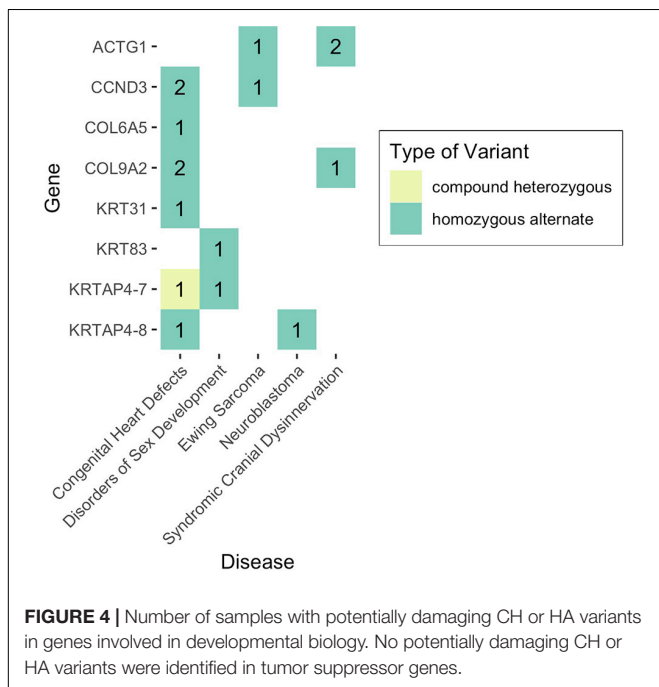 ACTG1
1
2
CCND3
2
1
COL6A5
1
COL9A2
2
1
KRT31
1
KRT83
1
KRTAP4-7
1
1
KRTAP4-8
1
1
Gene
Congenital Heart Defects
Disorders of Sex Development
Ewing Sarcoma
Neuroblastoma
Syndromic Cranial Dysinnervation
Disease
Type of Variant
compound heterozygous
homozygous alternate
FIGURE 4 | Number of samples with potentially damaging CH or HA variants
in genes involved in developmental biology. No potentially damaging CH or
HA variants were identified in tumor suppressor genes.